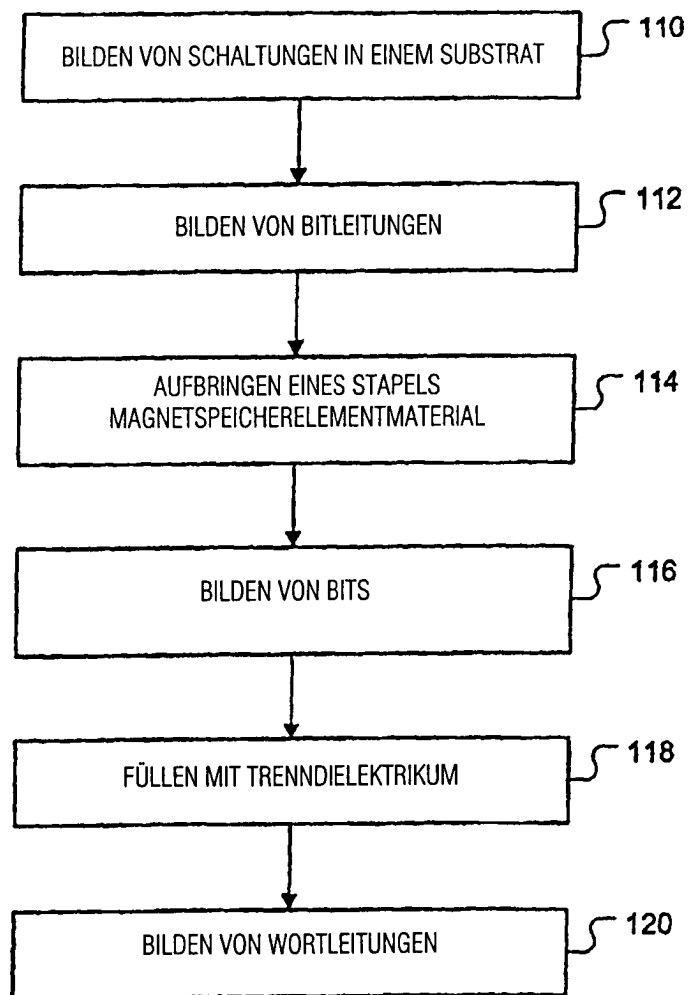 BILDEN VON SCHALTUNGEN IN EINEM SUBSTRAT
110
BILDEN VON BITLEITUNGEN
112
AUFBRINGEN EINES STAPELS
MAGNETSPEICHERELEMENTMATERIAL
114
BILDEN VON BITS
116
FÜLLEN MIT TRENNDIELEKTRIKUM
118
BILDEN VON WORTLEITUNGEN
120